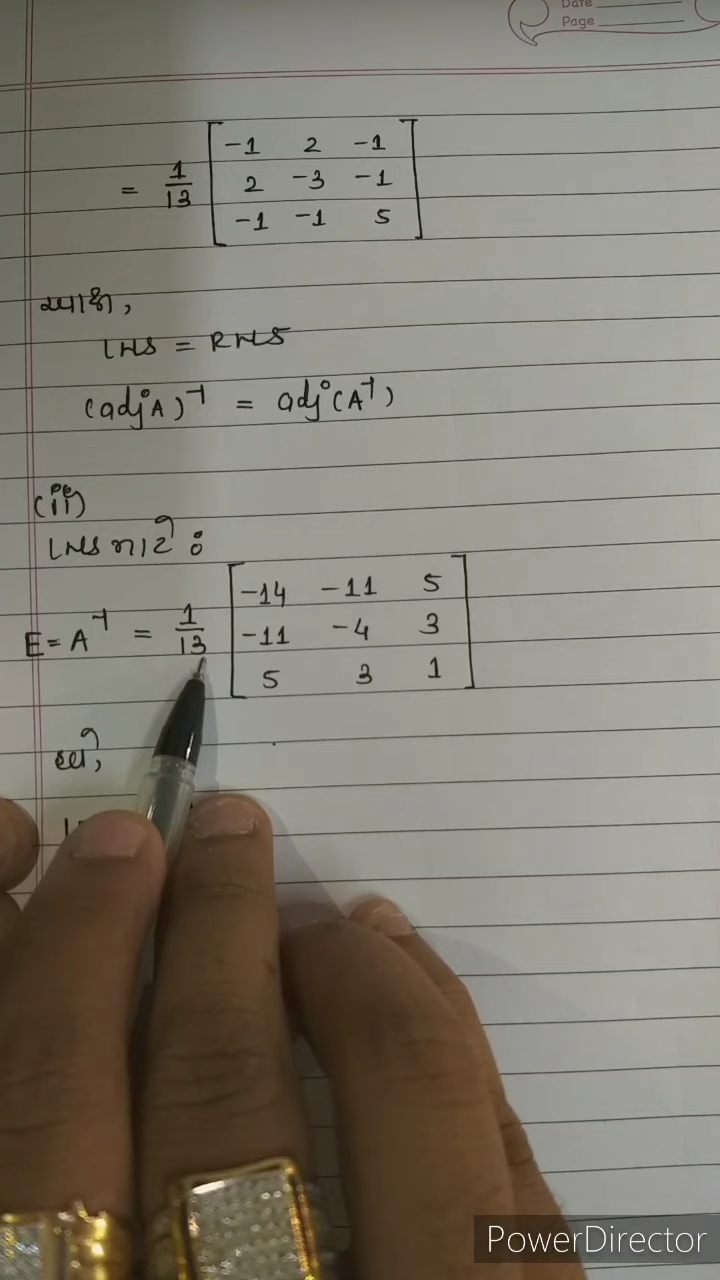 Date
Page
= 1/13 [ -1 2 -1
2 -3 -1
-1 -1 5 ]
LHS = RHS
(adj A)⁻¹ = adj (A⁻¹)
(ii)
LHS માટે :
E = A⁻¹ = 1/13 [ -14 -11 5
-11 -4 3
5 3 1 ]
હવે,
PowerDirector